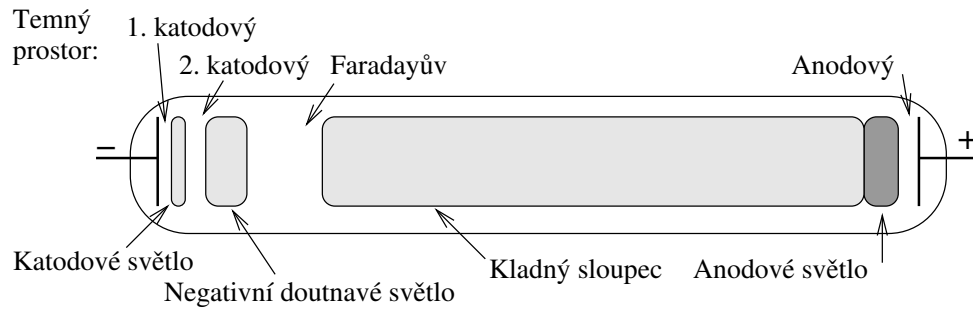 Temný
prostor:
1. katodový
2. katodový
Faradayův
Anodový
−
+
Katodové světlo
Negativní doutnavé světlo
Kladný sloupec
Anodové světlo